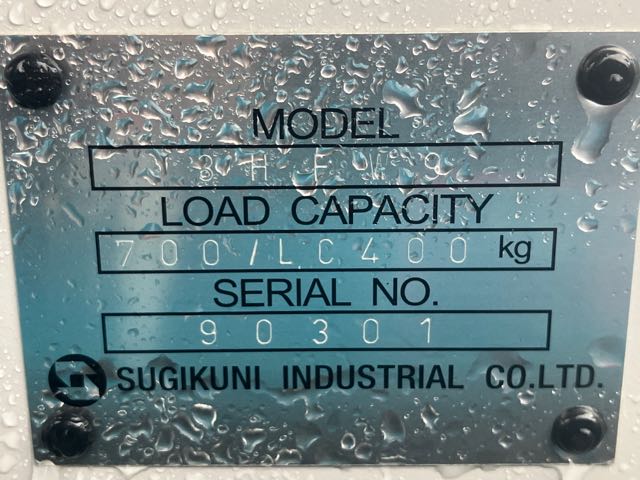 MODEL
LOAD CAPACITY
700/LC400 kg
SERIAL NO.
90301
SUGIKUNI INDUSTRIAL CO.LTD.